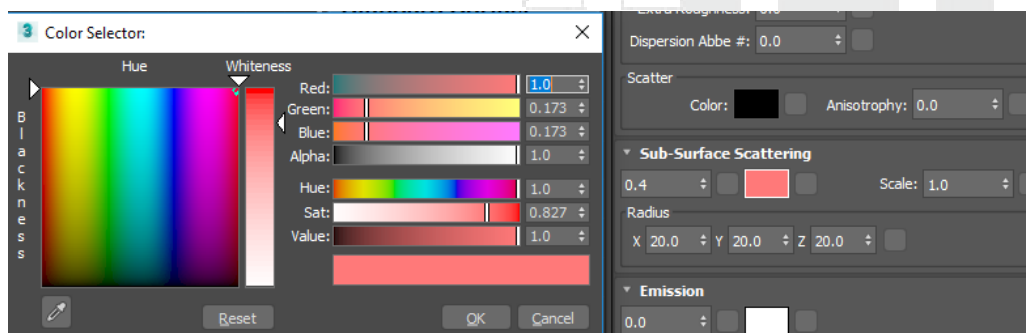 3 Color Selector:
Hue
Whiteness
Blackness
Red: 1.0
Green: 0.173
Blue: 0.173
Alpha: 1.0
Hue: 1.0
Sat: 0.827
Value: 1.0
Reset
OK
Cancel
Dispersion Abbe #: 0.0
Scatter
Color:
Anisotropy: 0.0
Sub-Surface Scattering
0.4
Scale: 1.0
Radius
X 20.0 Y 20.0 Z 20.0
Emission
0.0